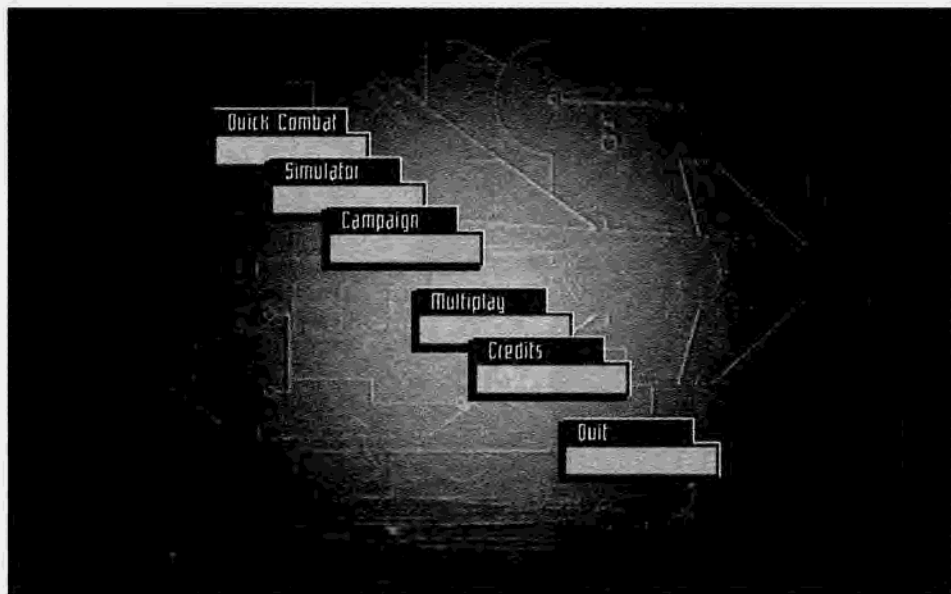 Quick Combat
Simulator
Campaign
Multiplay
Credits
Quit